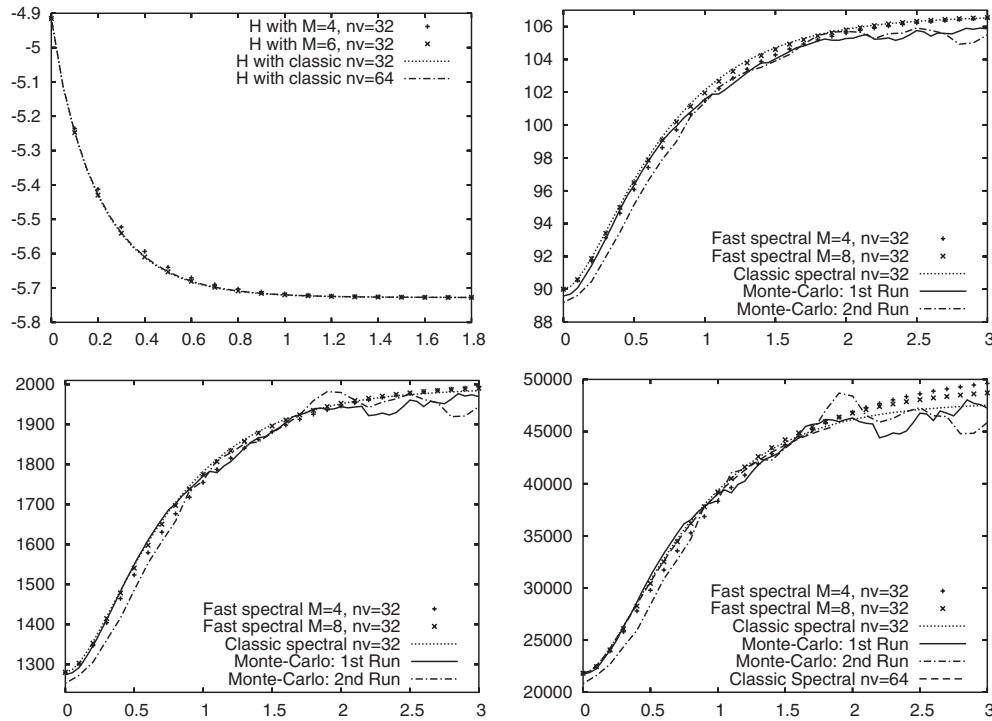 -4.9
-5
-5.1
-5.2
-5.3
-5.4
-5.5
-5.6
-5.7
-5.8
0 0.2 0.4 0.6 0.8 1 1.2 1.4 1.6 1.8
H with M=4, nv=32
H with M=6, nv=32
H with classic nv=32
H with classic nv=64
106
104
102
100
98
96
94
92
90
88
0 0.5 1 1.5 2 2.5 3
Fast spectral M=4, nv=32
Fast spectral M=8, nv=32
Classic spectral nv=32
Monte-Carlo: 1st Run
Monte-Carlo: 2nd Run
2000
1900
1800
1700
1600
1500
1400
1300
0 0.5 1 1.5 2 2.5 3
Fast spectral M=4, nv=32
Fast spectral M=8, nv=32
Classic spectral nv=32
Monte-Carlo: 1st Run
Monte-Carlo: 2nd Run
50000
45000
40000
35000
30000
25000
20000
0 0.5 1 1.5 2 2.5 3
Fast spectral M=4, nv=32
Fast spectral M=8, nv=32
Classic spectral nv=32
Monte-Carlo: 1st Run
Monte-Carlo: 2nd Run
Classic Spectral nv=64